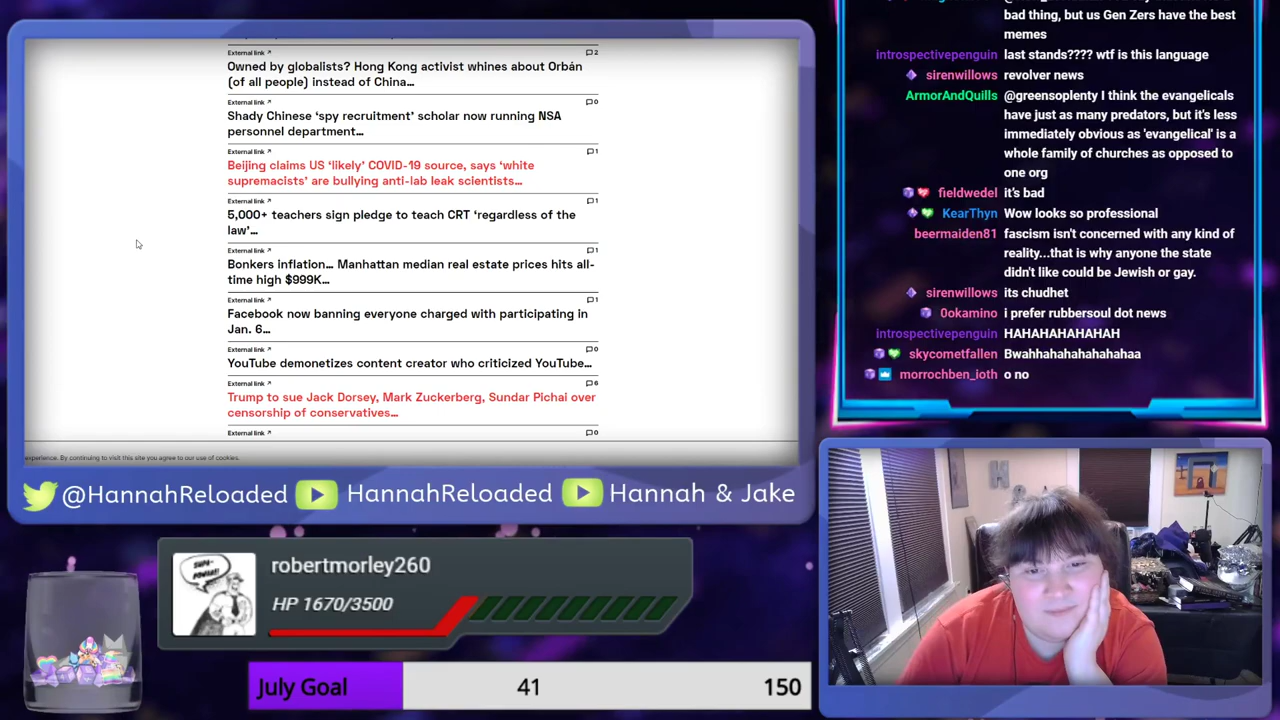 External link ↗ 2
Owned by globalists? Hong Kong activist whines about Orbán
(of all people) instead of China…
External link ↗ 0
Shady Chinese ‘spy recruitment’ scholar now running NSA
personnel department…
External link ↗ 1
Beijing claims US ‘likely’ COVID-19 source, says ‘white
supremacists’ are bullying anti-lab leak scientists…
External link ↗ 1
5,000+ teachers sign pledge to teach CRT ‘regardless of the
law’…
External link ↗ 1
Bonkers inflation… Manhattan median real estate prices hits all-
time high $999K…
External link ↗ 1
Facebook now banning everyone charged with participating in
Jan. 6…
External link ↗ 0
YouTube demonetizes content creator who criticized YouTube…
External link ↗ 6
Trump to sue Jack Dorsey, Mark Zuckerberg, Sundar Pichai over
censorship of conservatives…
External link ↗ 0
experience. By continuing to visit this site you agree to our use of cookies.
@HannahReloaded HannahReloaded Hannah & Jake
robertmorley260
HP 1670/3500
July Goal 41 150
bad thing, but us Gen Zers have the best
memes
introspectivepenguin last stands???? wtf is this language
sirenwillows revolver news
ArmorAndQuills @greensoplenty I think the evangelicals
have just as many predators, but it's less
immediately obvious as 'evangelical' is a
whole family of churches as opposed to
one org
fieldwedel it's bad
KearThyn Wow looks so professional
beermaiden81 fascism isn't concerned with any kind of
reality...that is why anyone the state
didn't like could be Jewish or gay.
sirenwillows its chudhet
0okamino i prefer rubbersoul dot news
introspectivepenguin HAHAHAHAHAHAH
skycometfallen Bwahhahahahahahaa
morrochben_ioth o no